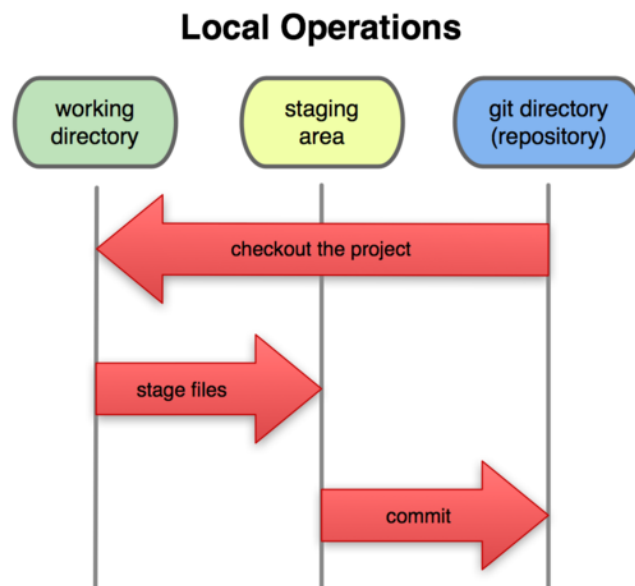 Local Operations
working
directory
staging
area
git directory
(repository)
checkout the project
stage files
commit